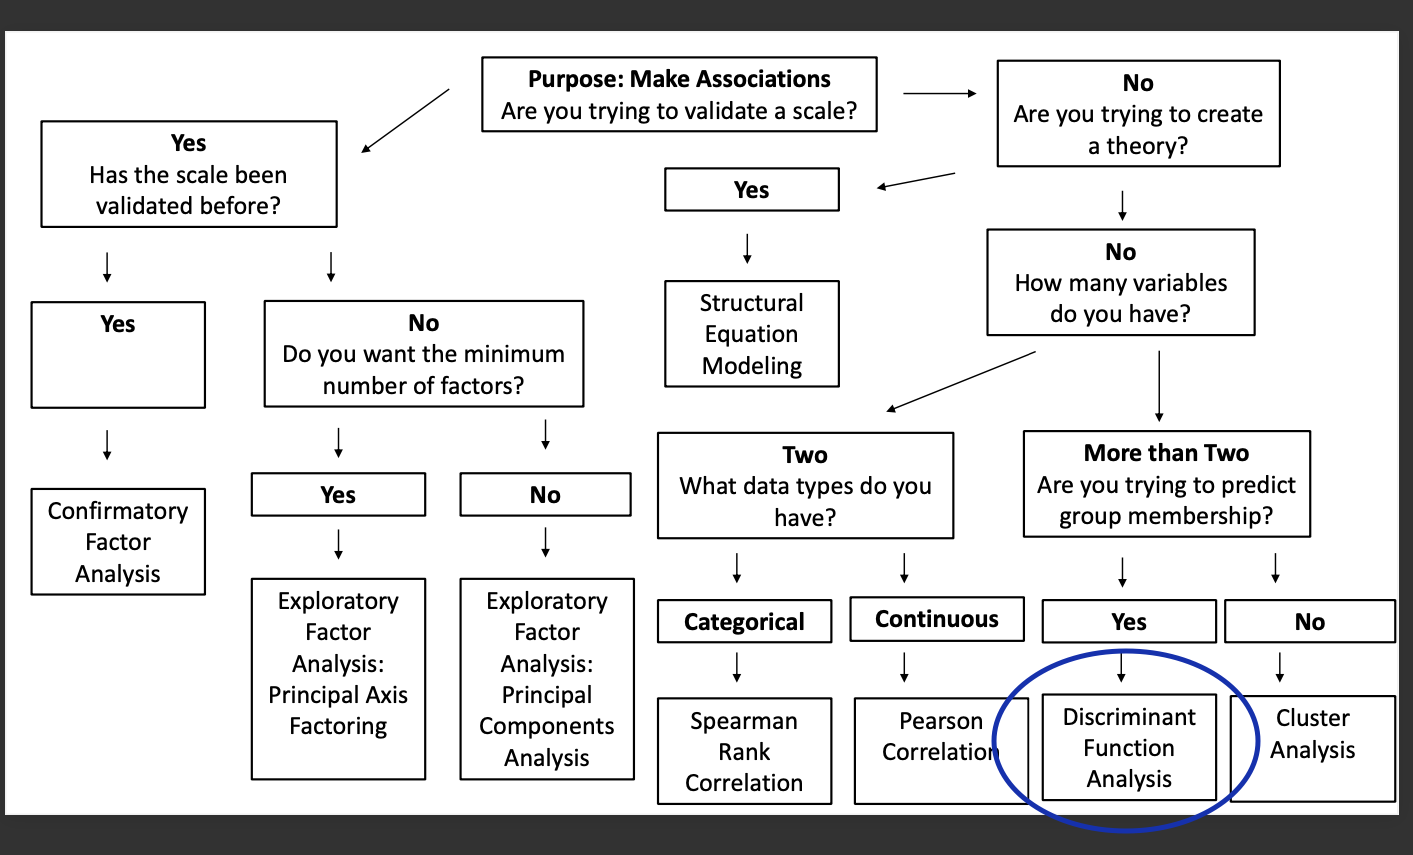 Purpose: Make Associations
Are you trying to validate a scale?
No
Are you trying to create
a theory?
Yes
Has the scale been
validated before?
Yes
No
How many variables
do you have?
Yes
No
Do you want the minimum
number of factors?
Structural
Equation
Modeling
Two
What data types do you
have?
More than Two
Are you trying to predict
group membership?
Confirmatory
Factor
Analysis
Yes
No
Categorical
Continuous
Yes
No
Exploratory
Factor
Analysis:
Principal Axis
Factoring
Exploratory
Factor
Analysis:
Principal
Components
Analysis
Spearman
Rank
Correlation
Pearson
Correlation
Discriminant
Function
Analysis
Cluster
Analysis